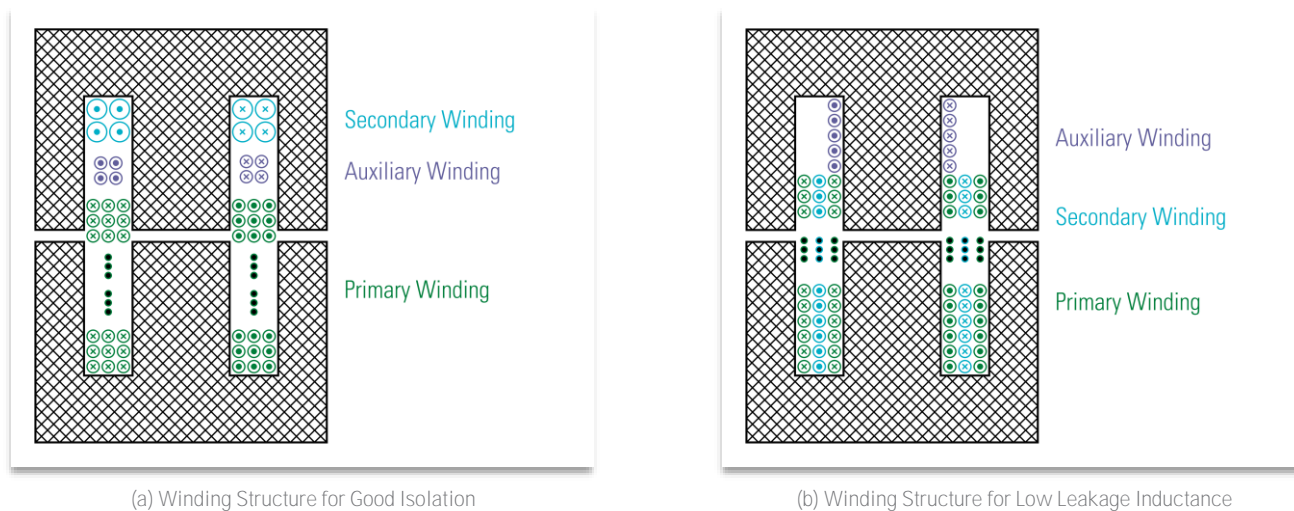 Secondary Winding
Auxiliary Winding
Primary Winding
(a) Winding Structure for Good Isolation
Auxiliary Winding
Secondary Winding
Primary Winding
(b) Winding Structure for Low Leakage Inductance